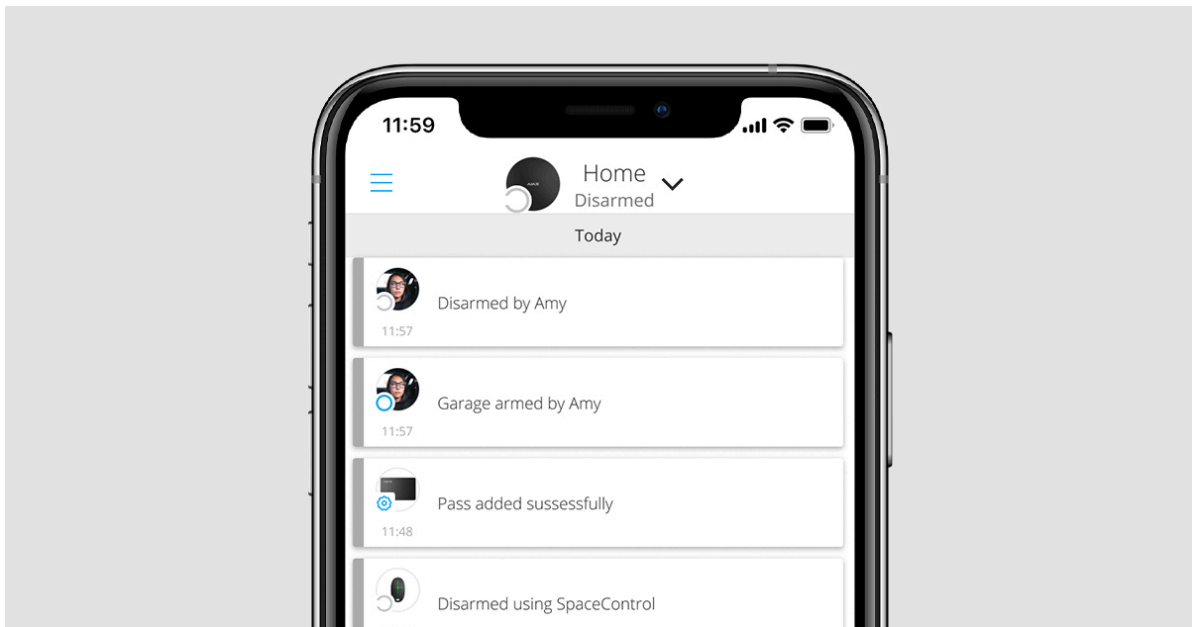 11:59
AJAX
Home
Disarmed
Today
Disarmed by Amy
11:57
Garage armed by Amy
11:57
Pass added sussessfully
11:48
Disarmed using SpaceControl